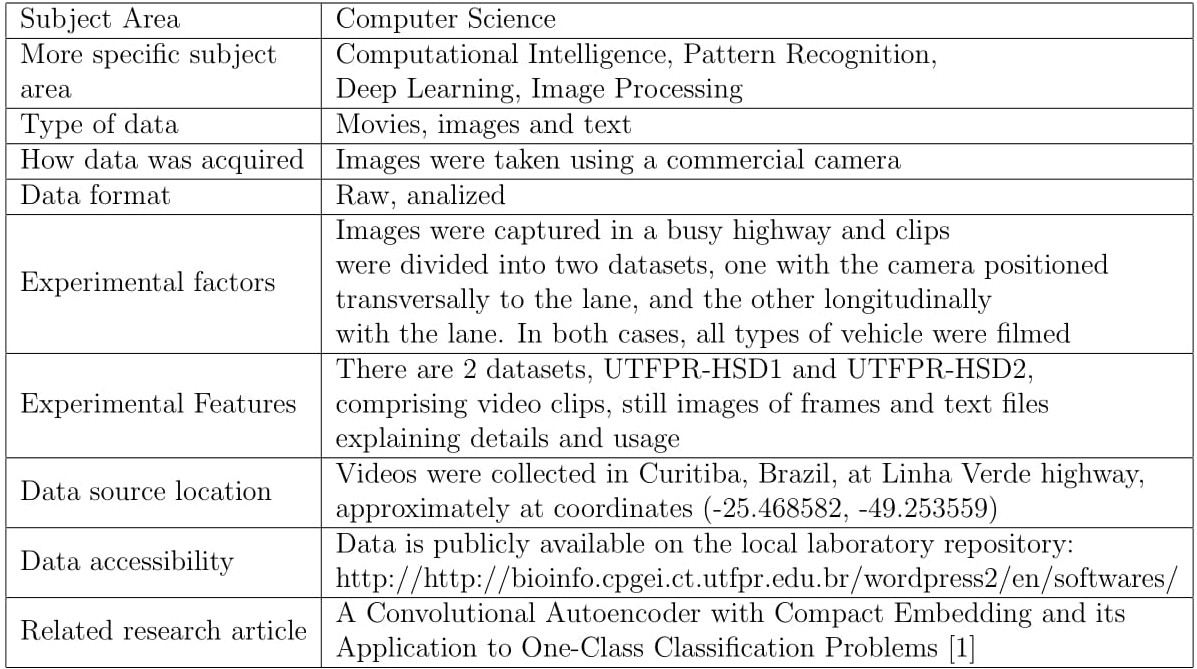 Subject Area Computer Science
More specific subject Computational Intelligence, Pattern Recognition,
area Deep Learning, Image Processing
Type of data Movies, images and text
How data was acquired Images were taken using a commercial camera
Data format Raw, analized
Experimental factors
Images were captured in a busy highway and clips
were divided into two datasets, one with the camera positioned
transversally to the lane, and the other longitudinally
with the lane. In both cases, all types of vehicle were filmed
Experimental Features
There are 2 datasets, UTFPR-HSD1 and UTFPR-HSD2,
comprising video clips, still images of frames and text files
explaining details and usage
Data source location
Videos were collected in Curitiba, Brazil, at Linha Verde highway,
approximately at coordinates (-25.468582, -49.253559)
Data accessibility
Data is publicly available on the local laboratory repository:
http://http://bioinfo.cpgei.ct.utfpr.edu.br/wordpress2/en/softwares/
Related research article
A Convolutional Autoencoder with Compact Embedding and its
Application to One-Class Classification Problems [1]